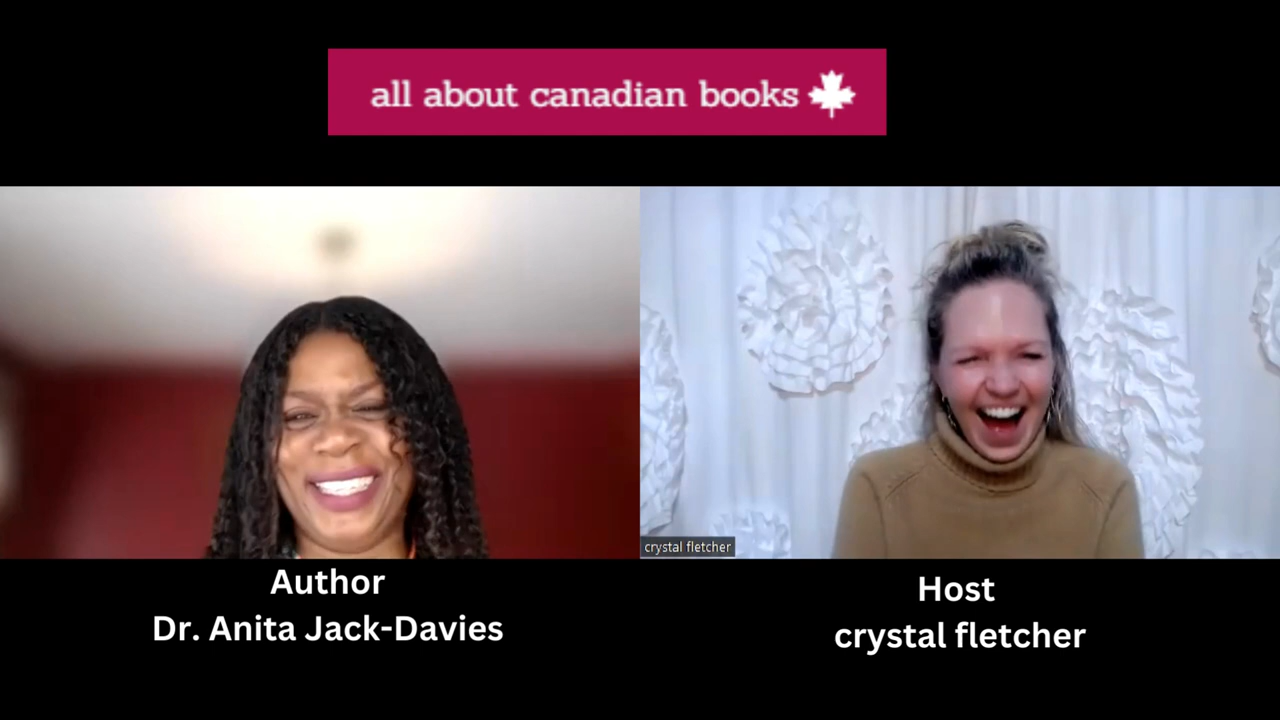 all about canadian books
crystal fletcher
Author
Dr. Anita Jack-Davies
Host
crystal fletcher